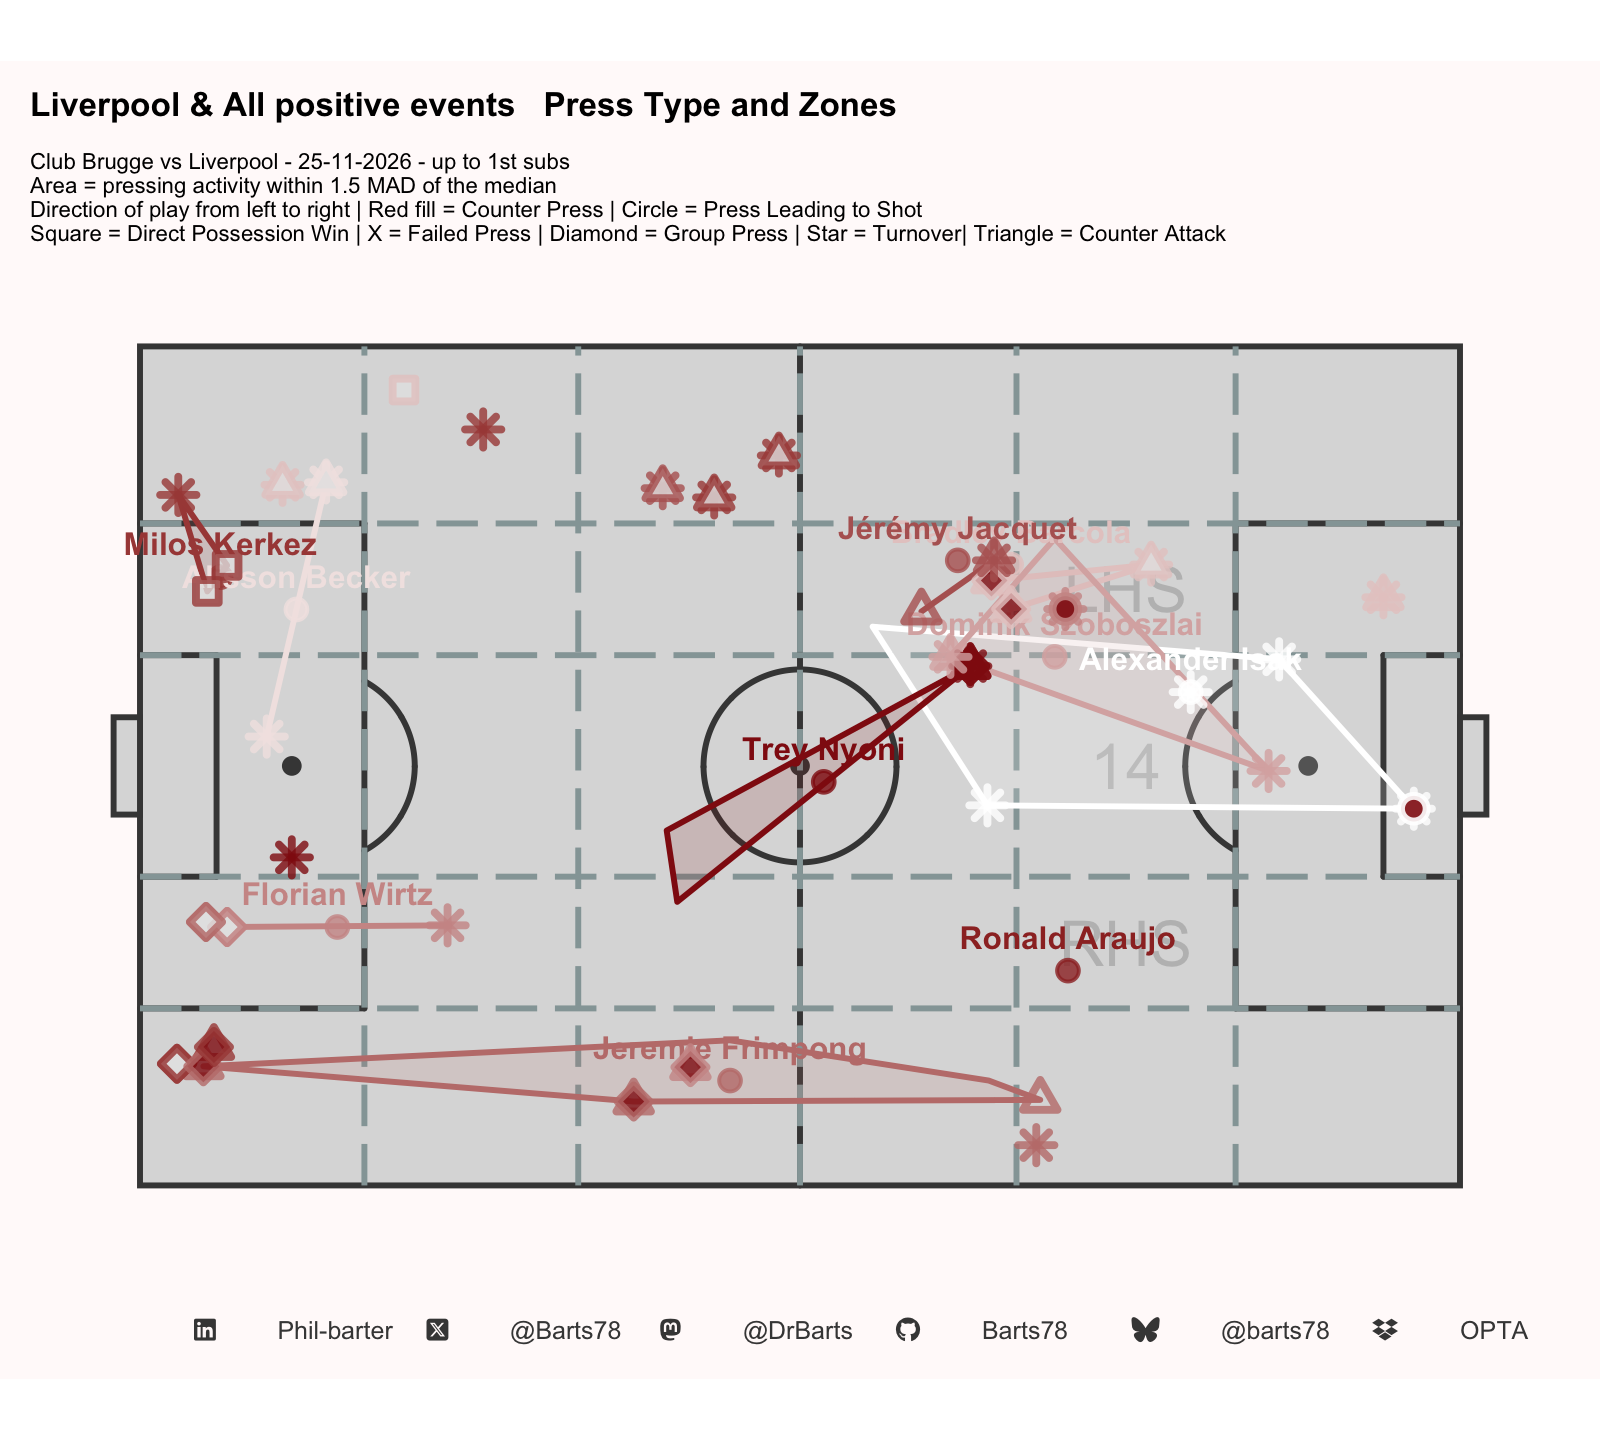 Liverpool & All positive events   Press Type and Zones
Club Brugge vs Liverpool - 25-11-2026 - up to 1st subs
Area = pressing activity within 1.5 MAD of the median
Direction of play from left to right | Red fill = Counter Press | Circle = Press Leading to Shot
Square = Direct Possession Win | X = Failed Press | Diamond = Group Press | Star = Turnover| Triangle = Counter Attack
Jérémy Jacquet
Milos Kerkez
Alisson Becker
LHS
Dominik Szoboszlai
Alexander Isak
Trey Nyoni
14
Florian Wirtz
Ronald Araujo
RHS
Jeremie Frimpong
Phil-barter
@Barts78
@DrBarts
Barts78
@barts78
OPTA